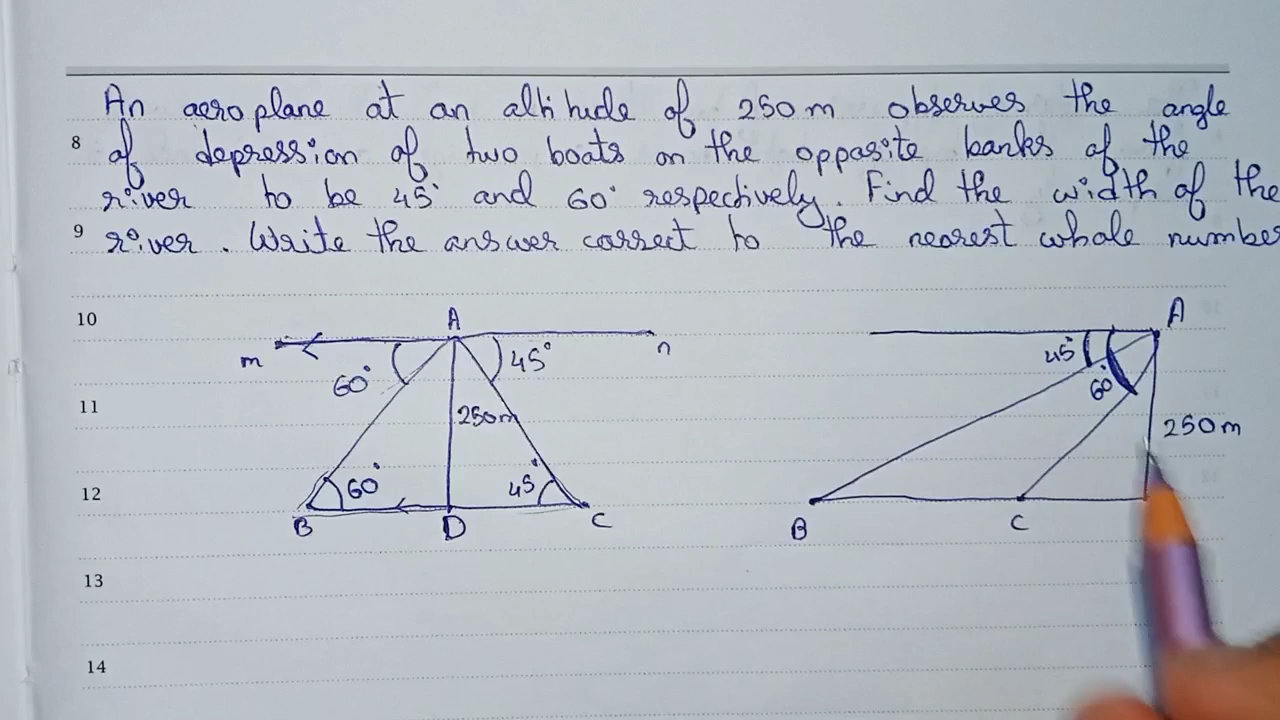 An aeroplane at an altitude of 250m observes the angle
8
of depression of two boats on the opposite banks of the
river to be 45° and 60° respectively. Find the width of the
9
river. Write the answer correct to the nearest whole number
10
A
A
m
n
60°
45°
45°
60°
11
250m
250m
12
60°
45°
B
D
C
B
C
13
14